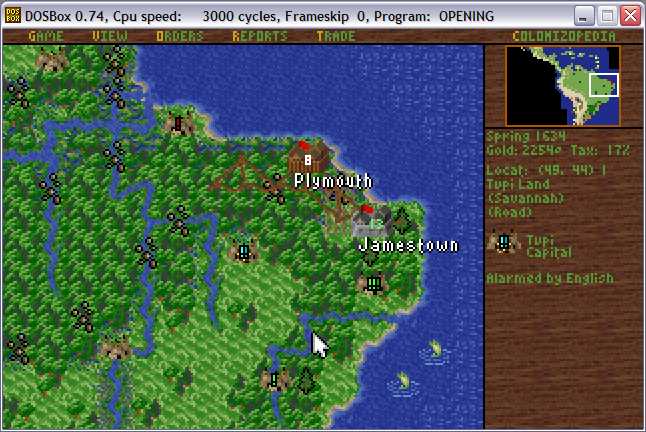 DOSBox 0.74, Cpu speed: 3000 cycles, Frameskip 0, Program: OPENING
GAME VIEW ORDERS REPORTS TRADE COLONIZOPEDIA
Spring 1634
Gold: 2254¢ Tax: 17%
Locat: (49, 44) 1
Tupi Land
(Savannah)
(Road)
Tupi
Capital
Alarmed by English
8
Plymouth
Jamestown